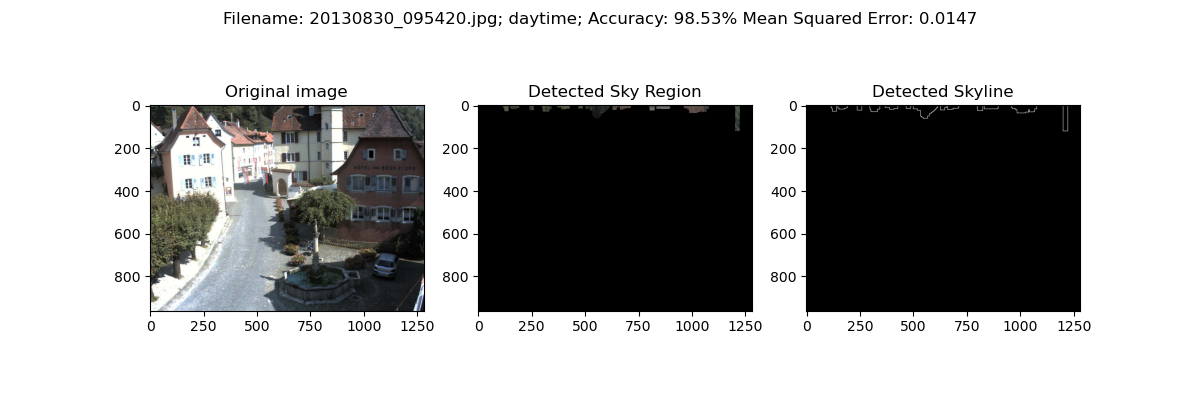 Filename: 20130830_095420.jpg; daytime; Accuracy: 98.53% Mean Squared Error: 0.0147
Original image
Detected Sky Region
Detected Skyline
0
200
400
600
800
0 250 500 750 1000 1250
0
200
400
600
800
0 250 500 750 1000 1250
0
200
400
600
800
0 250 500 750 1000 1250